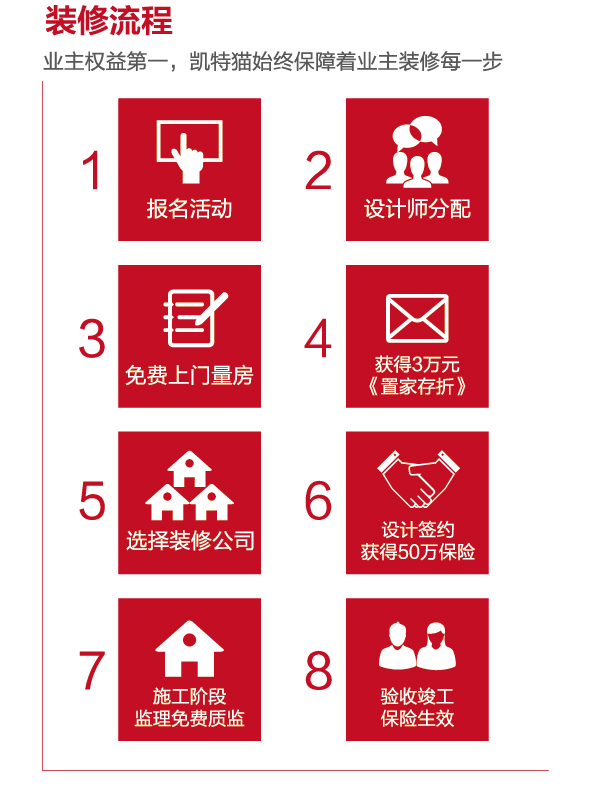 装修流程
业主权益第一，凯特猫始终保障着业主装修每一步
1
报名活动
2
设计师分配
3
免费上门量房
4
获得3万元
《置家存折》
5
选择装修公司
6
设计签约
获得50万保险
7
施工阶段
监理免费质监
8
验收竣工
保险生效